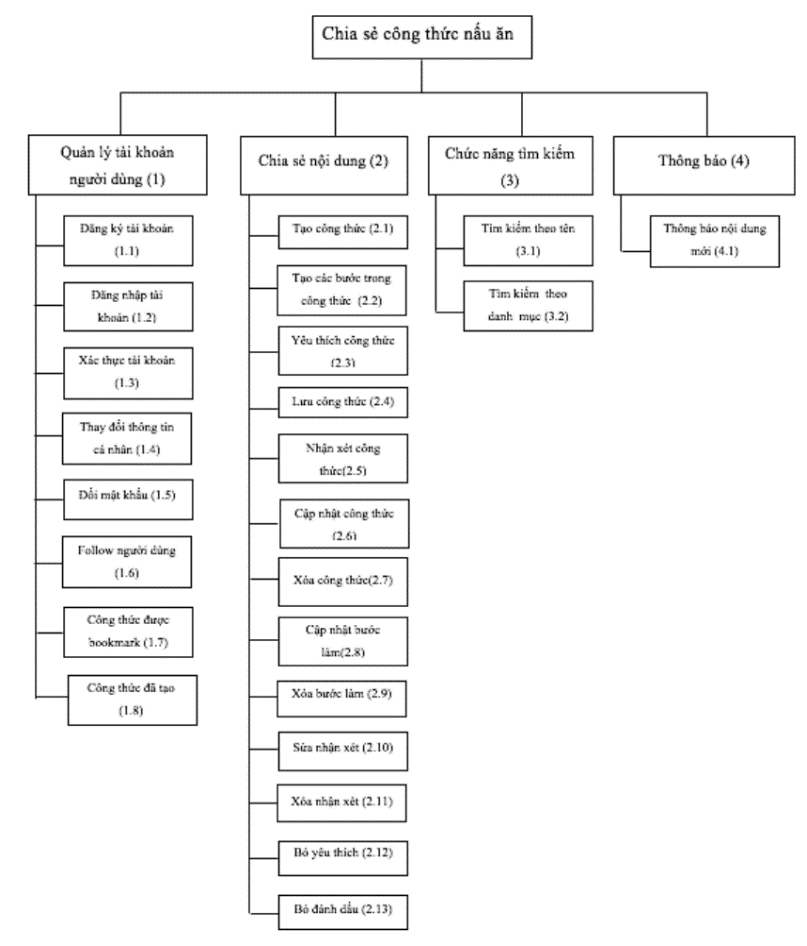 Chia sẻ công thức nấu ăn
Quản lý tài khoản
người dùng (1)
Đăng ký tài khoản
(1.1)
Đăng nhập tài
khoản (1.2)
Xác thực tài khoản
(1.3)
Thay đổi thông tin
cá nhân (1.4)
Đổi mật khẩu (1.5)
Follow người dùng
(1.6)
Công thức được
bookmark (1.7)
Công thức đã tạo
(1.8)
Chia sẻ nội dung (2)
Tạo công thức (2.1)
Tạo các bước trong
công thức (2.2)
Yêu thích công thức
(2.3)
Lưu công thức (2.4)
Nhận xét công
thức(2.5)
Cập nhật công thức
(2.6)
Xóa công thức(2.7)
Cập nhật bước
làm(2.8)
Xóa bước làm (2.9)
Sửa nhận xét (2.10)
Xóa nhận xét (2.11)
Bỏ yêu thích (2.12)
Bỏ đánh dấu (2.13)
Chức năng tìm kiếm
(3)
Tìm kiếm theo tên
(3.1)
Tìm kiếm theo
danh mục (3.2)
Thông báo (4)
Thông báo nội dung
mới (4.1)